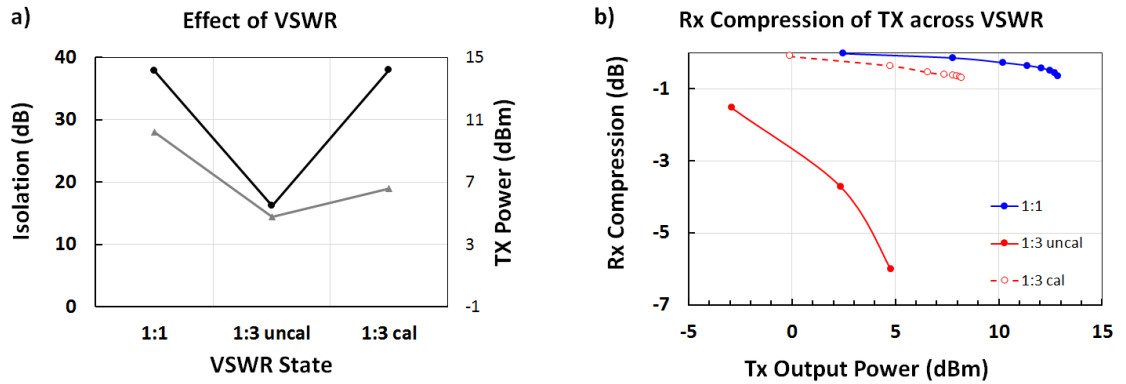 a)
Effect of VSWR
40
30
20
10
0
Isolation (dB)
15
11
7
3
-1
TX Power (dBm)
1:1
1:3 uncal
1:3 cal
VSWR State
b)
Rx Compression of TX across VSWR
-1
-3
-5
-7
Rx Compression (dB)
1:1
1:3 uncal
1:3 cal
-5
0
5
10
15
Tx Output Power (dBm)